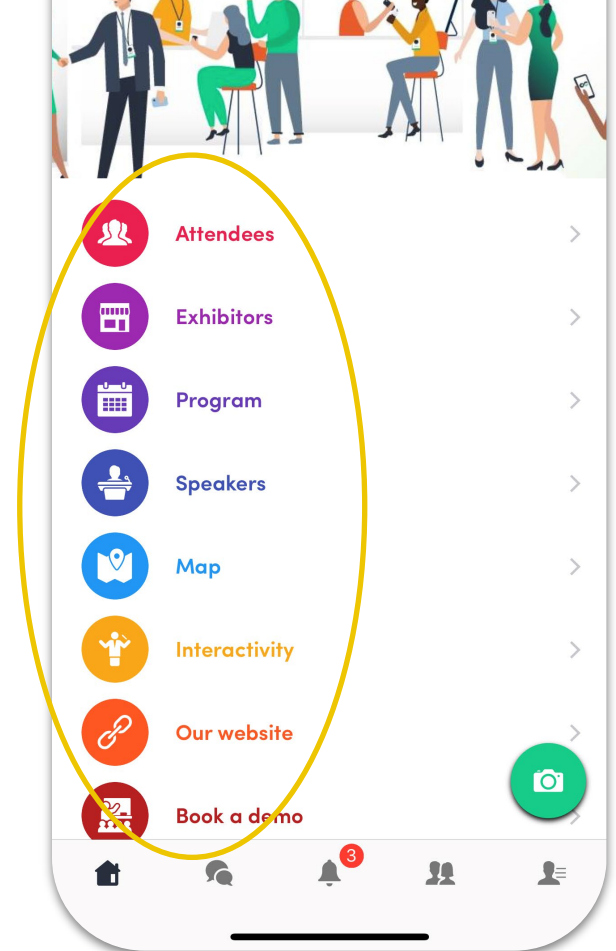 Attendees
Exhibitors
Program
Speakers
Map
Interactivity
Our website
Book a demo
3